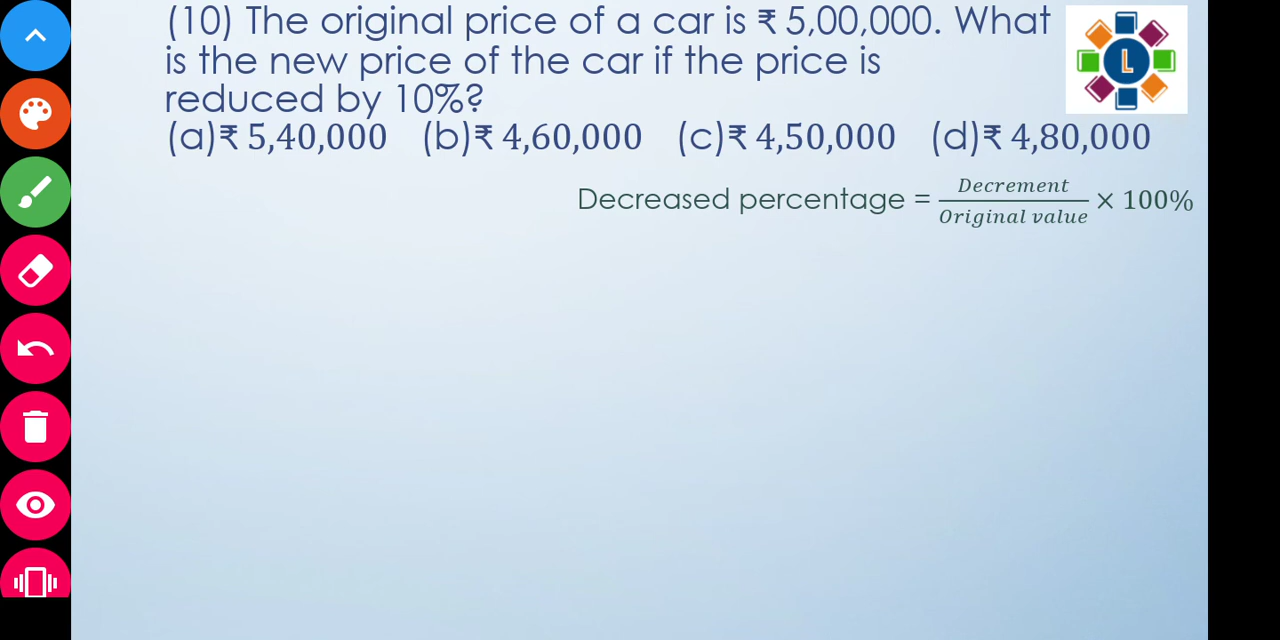 (10) The original price of a car is ₹ 5,00,000. What
is the new price of the car if the price is
reduced by 10%?
(a)₹ 5,40,000 (b)₹ 4,60,000 (c)₹ 4,50,000 (d)₹ 4,80,000
Decreased percentage = Decrement / Original value × 100%
L